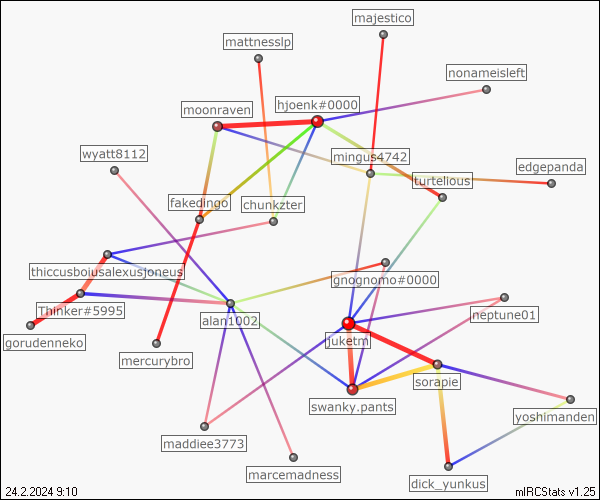 majestico
mattnesslp
nonameisleft
hjoenk#0000
moonraven
wyatt8112
mingus4742
edgepanda
turtellous
fakedingo
chunkzter
thiccusboiusalexusjoneus
gnognomo#0000
Thinker#5995
neptune01
alan1002
gorudenneko
juketm
mercurybro
sorapie
swanky.pants
yoshimanden
maddiee3773
marcemadness
dick_yunkus
24.2.2024 9:10
mIRCStats v1.25